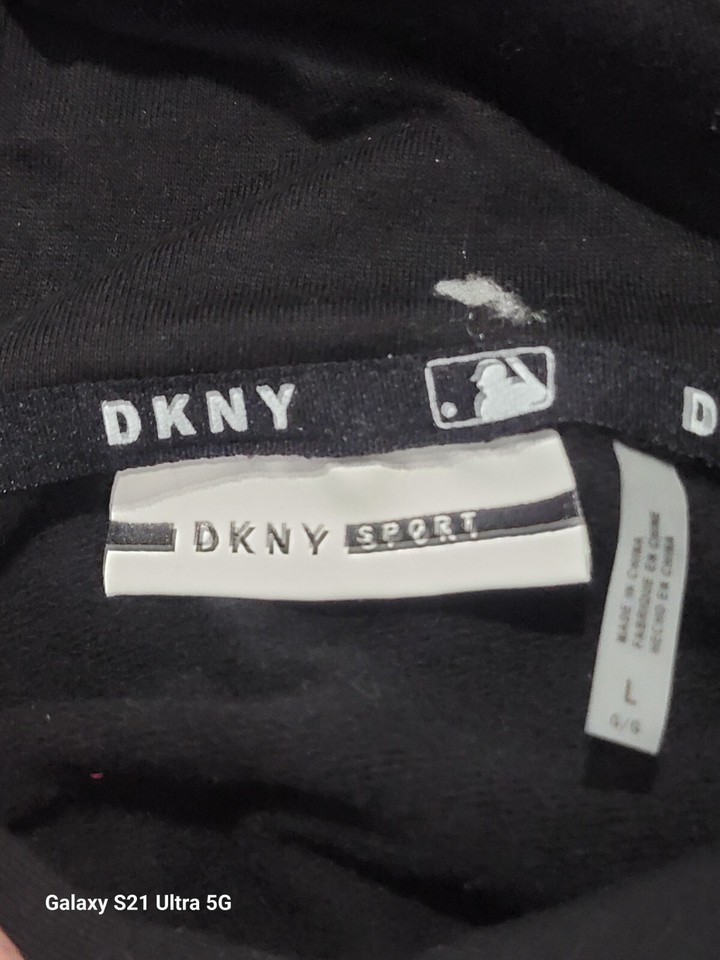 DKNY
D
DKNY SPORT
MADE IN CHINA
FABRIQUÉ EN CHINE
HECHO EN CHINA
L
G/G
Galaxy S21 Ultra 5G